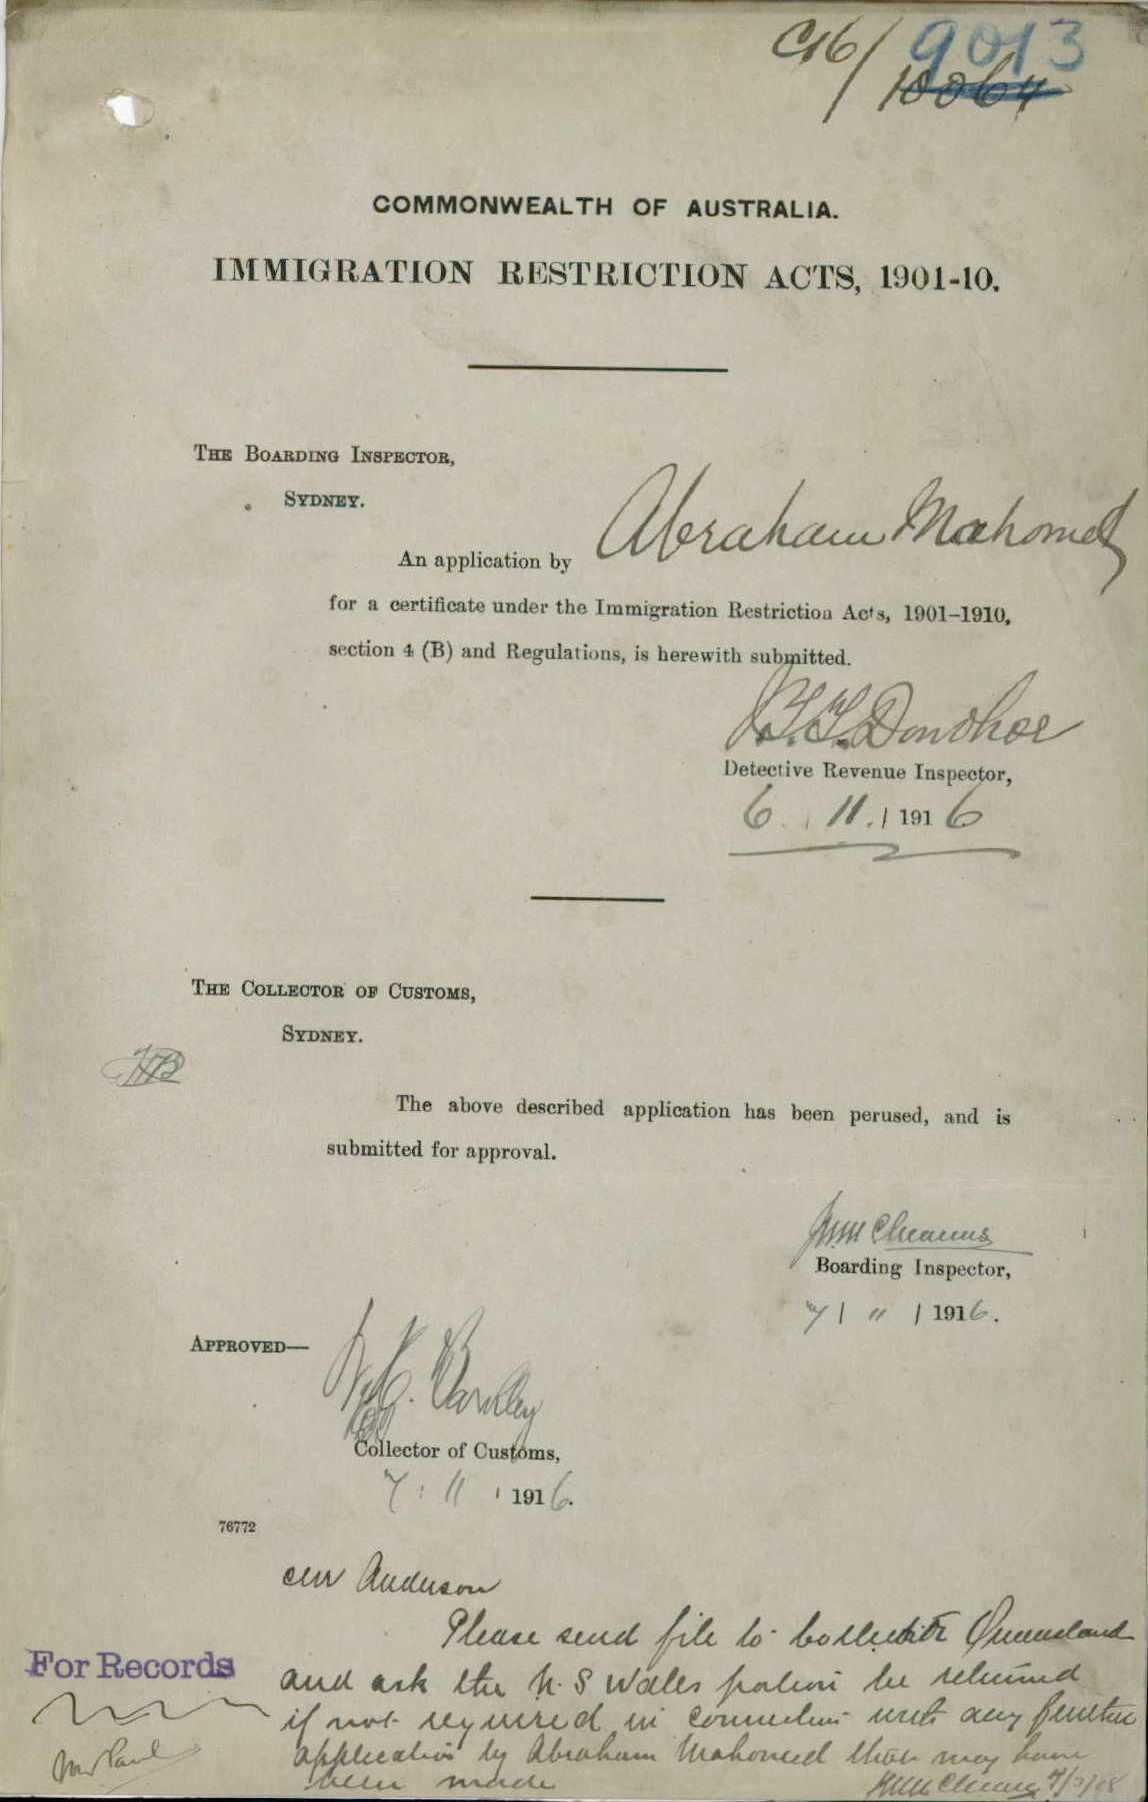 C16/9013
10064
COMMONWEALTH OF AUSTRALIA.
IMMIGRATION RESTRICTION ACTS, 1901-10.
THE BOARDING INSPECTOR,
SYDNEY.
An application by Abraham Mahomed
for a certificate under the Immigration Restriction Acts, 1901-1910,
section 4 (B) and Regulations, is herewith submitted.
Donohoe
Detective Revenue Inspector,
6 . 11 . 1916
THE COLLECTOR OF CUSTOMS,
SYDNEY.
The above described application has been perused, and is
submitted for approval.
Boarding Inspector,
7 | 11 | 1916.
APPROVED—
Barkley
Collector of Customs,
7 . 11 . 1916.
76772
Mr Anderson
Please send file to Collector Queensland
and ask the N. S Wales portion be returned
if not required in connection with any further
application by Abraham Mahomed that may have
been made
For Records